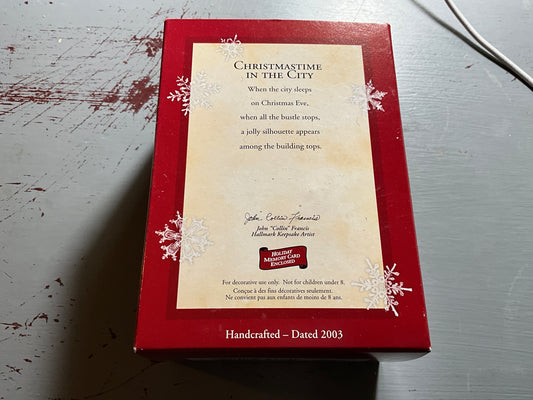 CHRISTMASTIME
IN THE CITY
When the city sleeps
on Christmas Eve,
when all the bustle stops,
a jolly silhouette appears
among the building tops.
John Collin Francis
John "Collin" Francis
Hallmark Keepsake Artist
HOLIDAY
MEMORY CARD
ENCLOSED
For decorative use only. Not for children under 8.
Conçue à des fins décoratives seulement.
Ne convient pas aux enfants de moins de 8 ans.
Handcrafted – Dated 2003